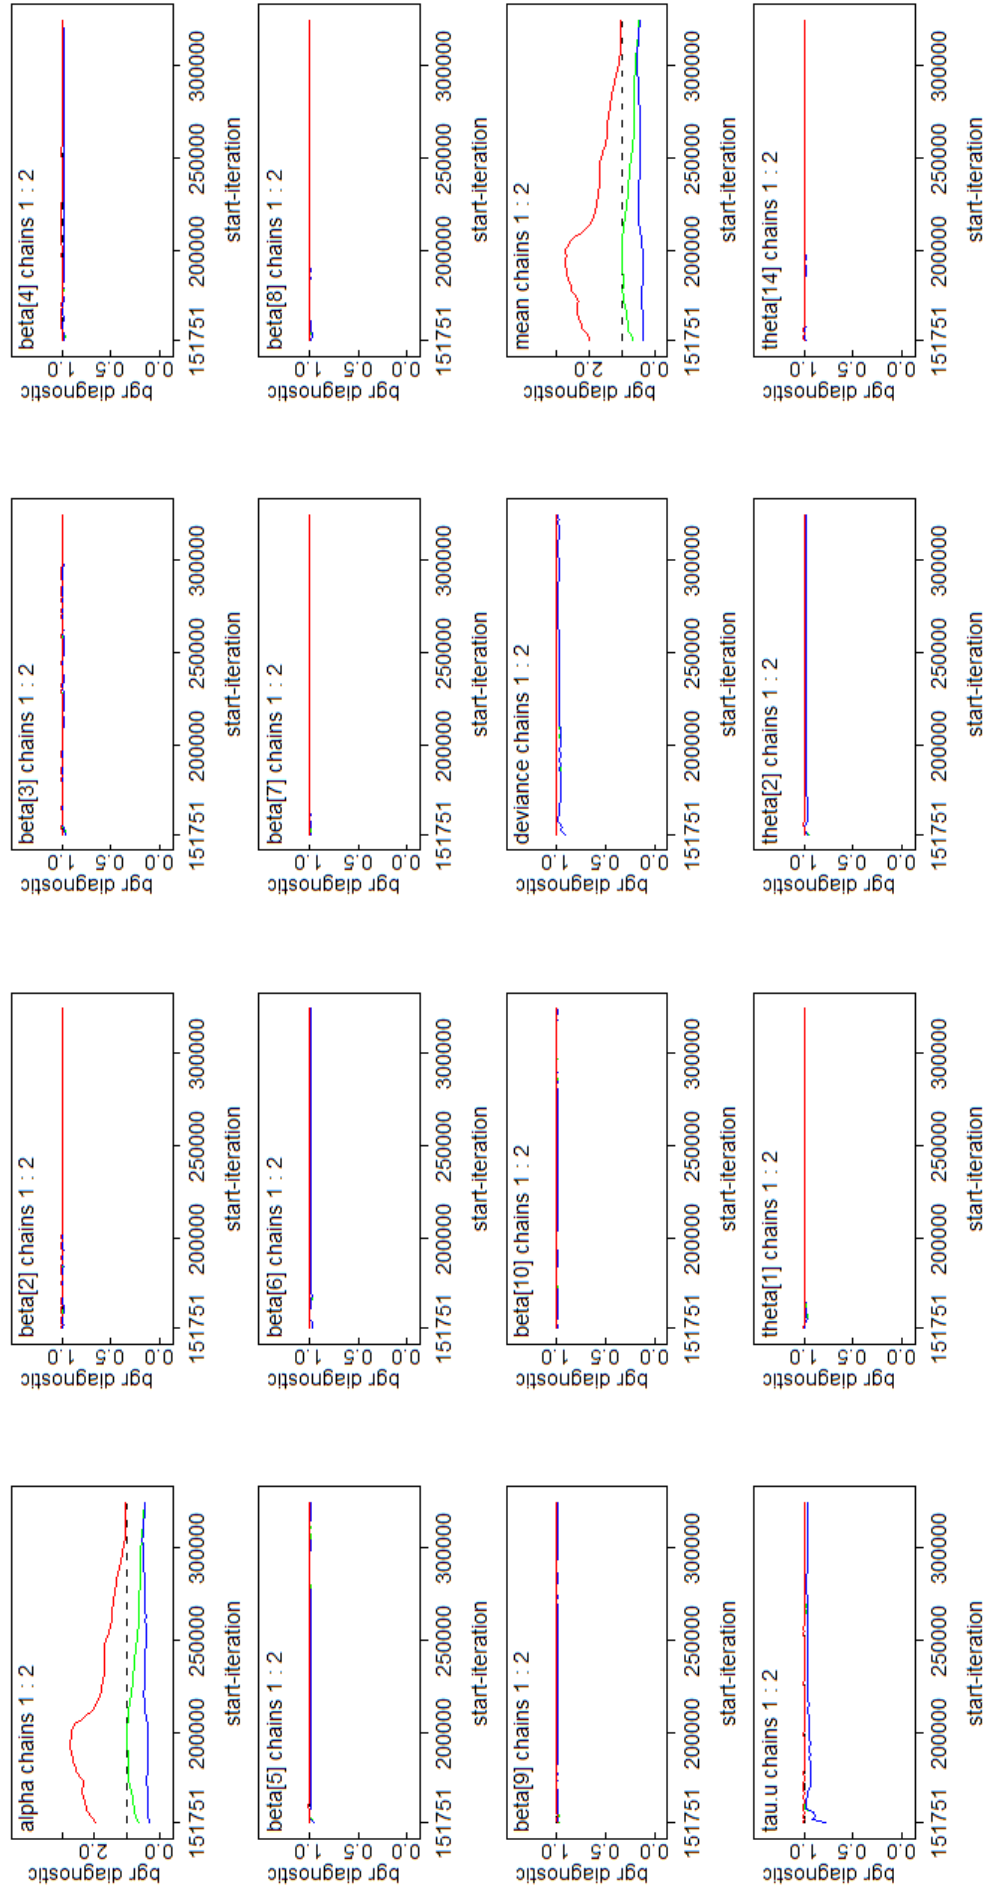 alpha chains 1 : 2
bgr diagnostic
2.0
0.0
151751 200000 250000 300000
start-iteration
beta[2] chains 1 : 2
bgr diagnostic
1.0
0.5
0.0
151751 200000 250000 300000
start-iteration
beta[3] chains 1 : 2
bgr diagnostic
1.0
0.5
0.0
151751 200000 250000 300000
start-iteration
beta[4] chains 1 : 2
bgr diagnostic
1.0
0.5
0.0
151751 200000 250000 300000
start-iteration
beta[5] chains 1 : 2
bgr diagnostic
1.0
0.5
0.0
151751 200000 250000 300000
start-iteration
beta[6] chains 1 : 2
bgr diagnostic
1.0
0.5
0.0
151751 200000 250000 300000
start-iteration
beta[7] chains 1 : 2
bgr diagnostic
1.0
0.5
0.0
151751 200000 250000 300000
start-iteration
beta[8] chains 1 : 2
bgr diagnostic
1.0
0.5
0.0
151751 200000 250000 300000
start-iteration
beta[9] chains 1 : 2
bgr diagnostic
1.0
0.5
0.0
151751 200000 250000 300000
start-iteration
beta[10] chains 1 : 2
bgr diagnostic
1.0
0.5
0.0
151751 200000 250000 300000
start-iteration
deviance chains 1 : 2
bgr diagnostic
1.0
0.5
0.0
151751 200000 250000 300000
start-iteration
mean chains 1 : 2
bgr diagnostic
2.0
0.0
151751 200000 250000 300000
start-iteration
tau.u chains 1 : 2
bgr diagnostic
1.0
0.5
0.0
151751 200000 250000 300000
start-iteration
theta[1] chains 1 : 2
bgr diagnostic
1.0
0.5
0.0
151751 200000 250000 300000
start-iteration
theta[2] chains 1 : 2
bgr diagnostic
1.0
0.5
0.0
151751 200000 250000 300000
start-iteration
theta[14] chains 1 : 2
bgr diagnostic
1.0
0.5
0.0
151751 200000 250000 300000
start-iteration